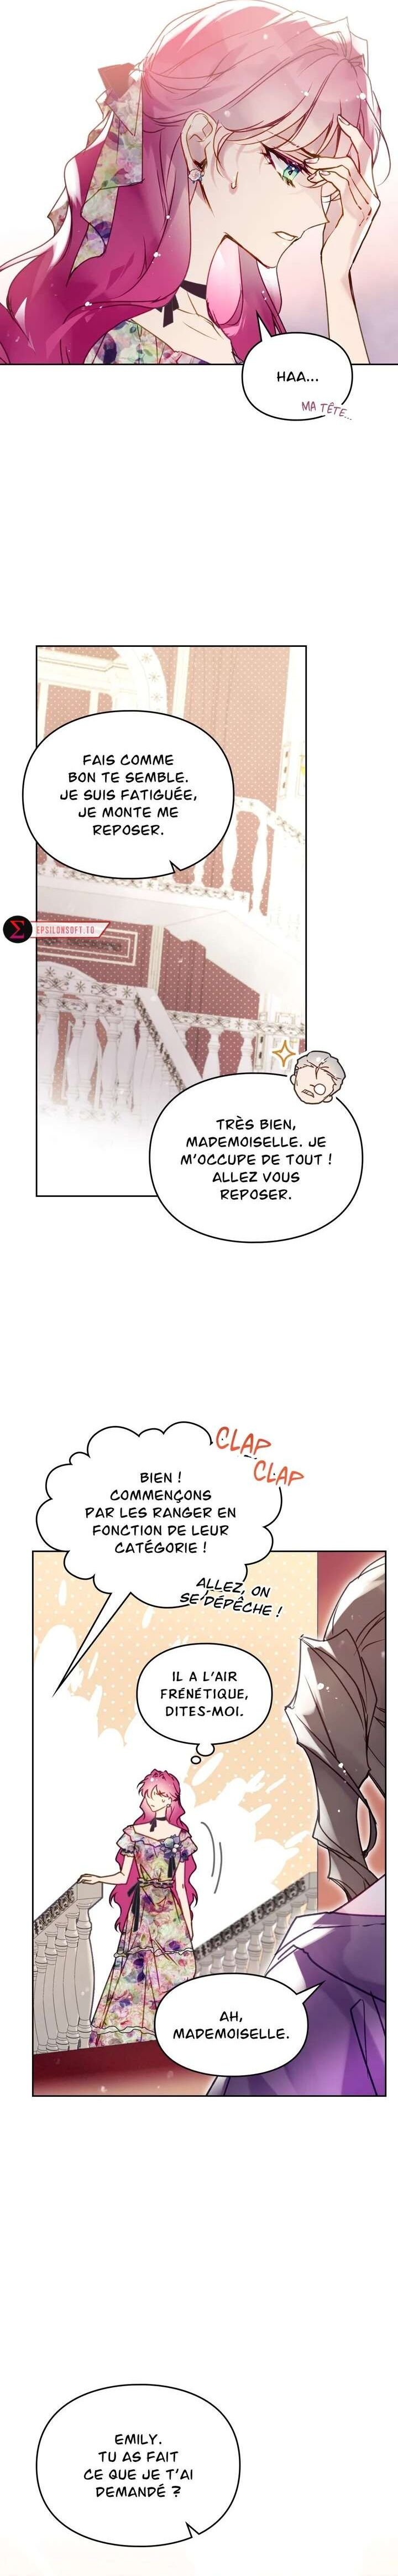 HAA...
MA TÊTE...
FAIS COMME
BON TE SEMBLE.
JE SUIS FATIGUÉE,
JE MONTE ME
REPOSER.
EPSILONSOFT.TO
TRÈS BIEN,
MADEMOISELLE. JE
M'OCCUPE DE TOUT !
ALLEZ VOUS
REPOSER.
CLAP
CLAP
BIEN !
COMMENÇONS
PAR LES RANGER EN
FONCTION DE LEUR
CATÉGORIE !
ALLEZ, ON
SE DÉPÊCHE !
IL A L'AIR
FRÉNÉTIQUE,
DITES-MOI.
AH,
MADEMOISELLE.
EMILY.
TU AS FAIT
CE QUE JE T'AI
DEMANDÉ ?